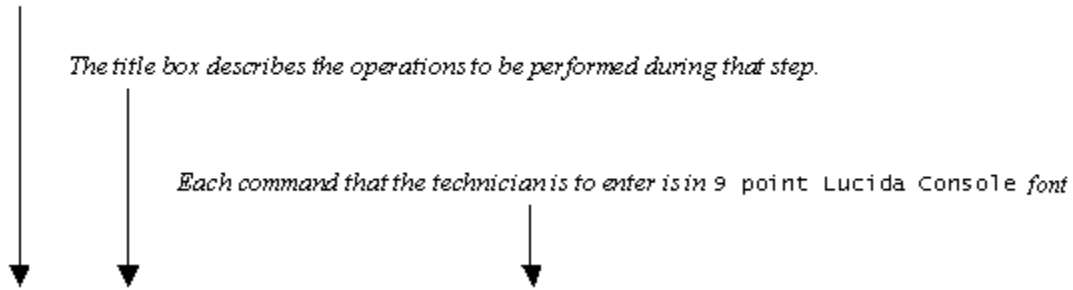 The title box describes the operations to be performed during that step.
Each command that the technician is to enter is in 9 point Lucida Console font